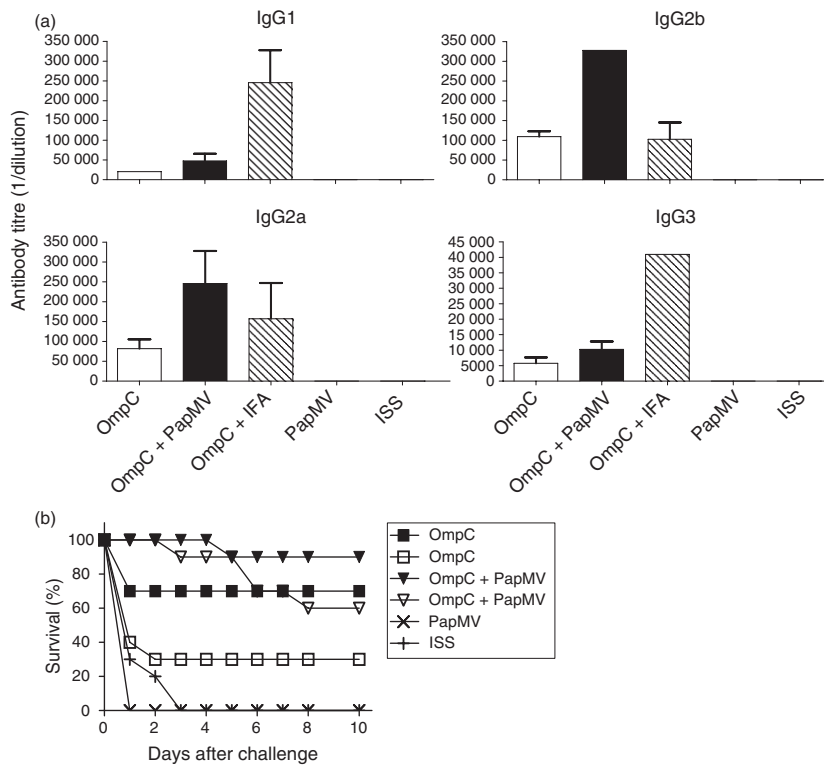 (a)
Antibody titre (1/dilution)
IgG1
350 000
300 000
250 000
200 000
150 000
100 000
50 000
0
IgG2b
350 000
300 000
250 000
200 000
150 000
100 000
50 000
0
IgG2a
350 000
300 000
250 000
200 000
150 000
100 000
50 000
0
OmpC
OmpC + PapMV
OmpC + IFA
PapMV
ISS
IgG3
45 000
40 000
35 000
30 000
25 000
20 000
15 000
10 000
5000
0
OmpC
OmpC + PapMV
OmpC + IFA
PapMV
ISS
(b)
Survival (%)
100
80
60
40
20
0
0 2 4 6 8 10
Days after challenge
OmpC
OmpC
OmpC + PapMV
OmpC + PapMV
PapMV
ISS